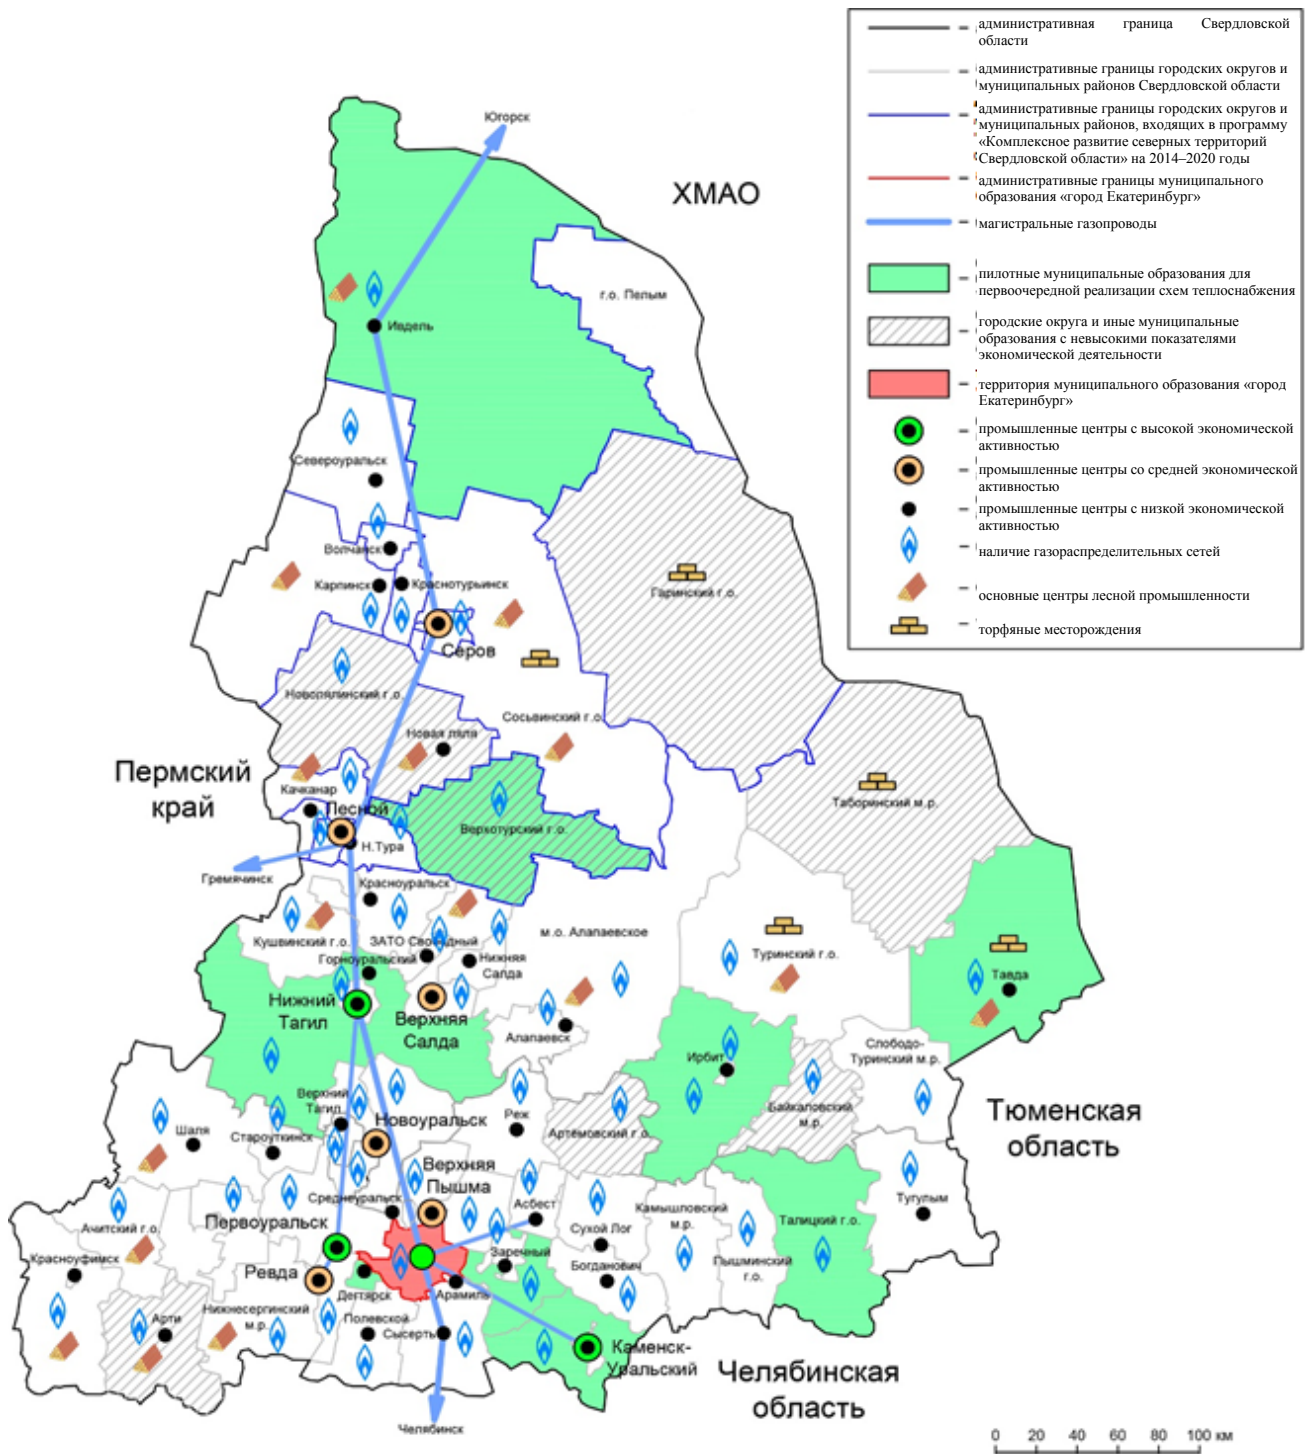 административная граница Свердловской
области
административные границы городских округов и
муниципальных районов Свердловской области
административные границы городских округов и
муниципальных районов, входящих в программу
«Комплексное развитие северных территорий
Свердловской области» на 2014–2020 годы
административные границы муниципального
образования «город Екатеринбург»
магистральные газопроводы
пилотные муниципальные образования для
первоочередной реализации схем теплоснабжения
городские округа и иные муниципальные
образования с невысокими показателями
экономической деятельности
территория муниципального образования «город
Екатеринбург»
промышленные центры с высокой экономической
активностью
промышленные центры со средней экономической
активностью
промышленные центры с низкой экономической
активностью
наличие газораспределительных сетей
основные центры лесной промышленности
торфяные месторождения
Югорск
ХМАО
г.о. Пелым
Ивдель
Североуральск
Волчанск
Карпинск
Краснотурьинск
Гаринский г.о.
Серов
Новолялинский г.о.
Сосьвинский г.о.
Новая ляля
Пермский
край
Качканар
Лесной
Таборинский м.р.
Верхотурский г.о.
Н.Тура
Гремячинск
Красноуральск
Кушвинский г.о.
ЗАТО Свободный
м.о. Алапаевское
Горноуральский
Нижняя
Салда
Туринский г.о.
Тавда
Нижний
Тагил
Верхняя
Салда
Алапаевск
Ирбит
Слободо-
Туринский м.р.
Верхний
Тагил
Новоуральск
Реж
Артёмовский г.о.
Байкаловский
м.р.
Тюменская
область
Шаля
Староуткинск
Верхняя
Пышма
Среднеуральск
Асбест
Тугулым
Ачитский г.о.
Первоуральск
Сухой Лог
Камышловский
м.р.
Талицкий г.о.
Красноуфимск
Ревда
Заречный
Богданович
Пышминский
г.о.
Дегтярск
Арамиль
Арти
Нижнесергинский
м.р.
Полевской
Сысерть
Каменск-
Уральский
Челябинская
область
Челябинск
0 20 40 60 80 100 км